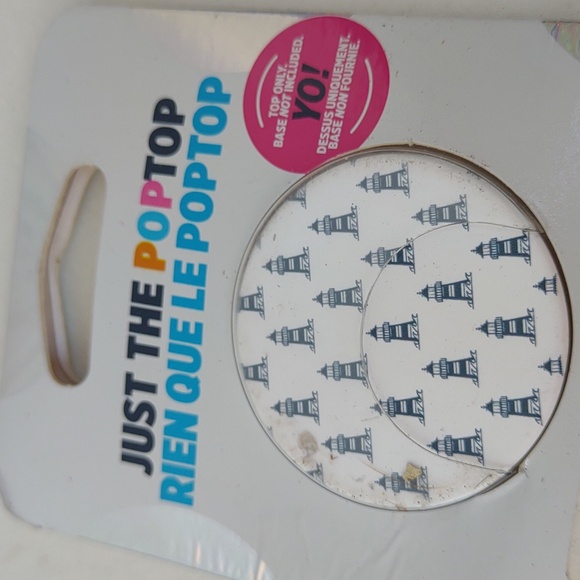 JUST THE POPTOP
RIEN QUE LE POPTOP
TOP ONLY.
BASE NOT INCLUDED.
YO!
DESSUS UNIQUEMENT.
BASE NON FOURNIE.